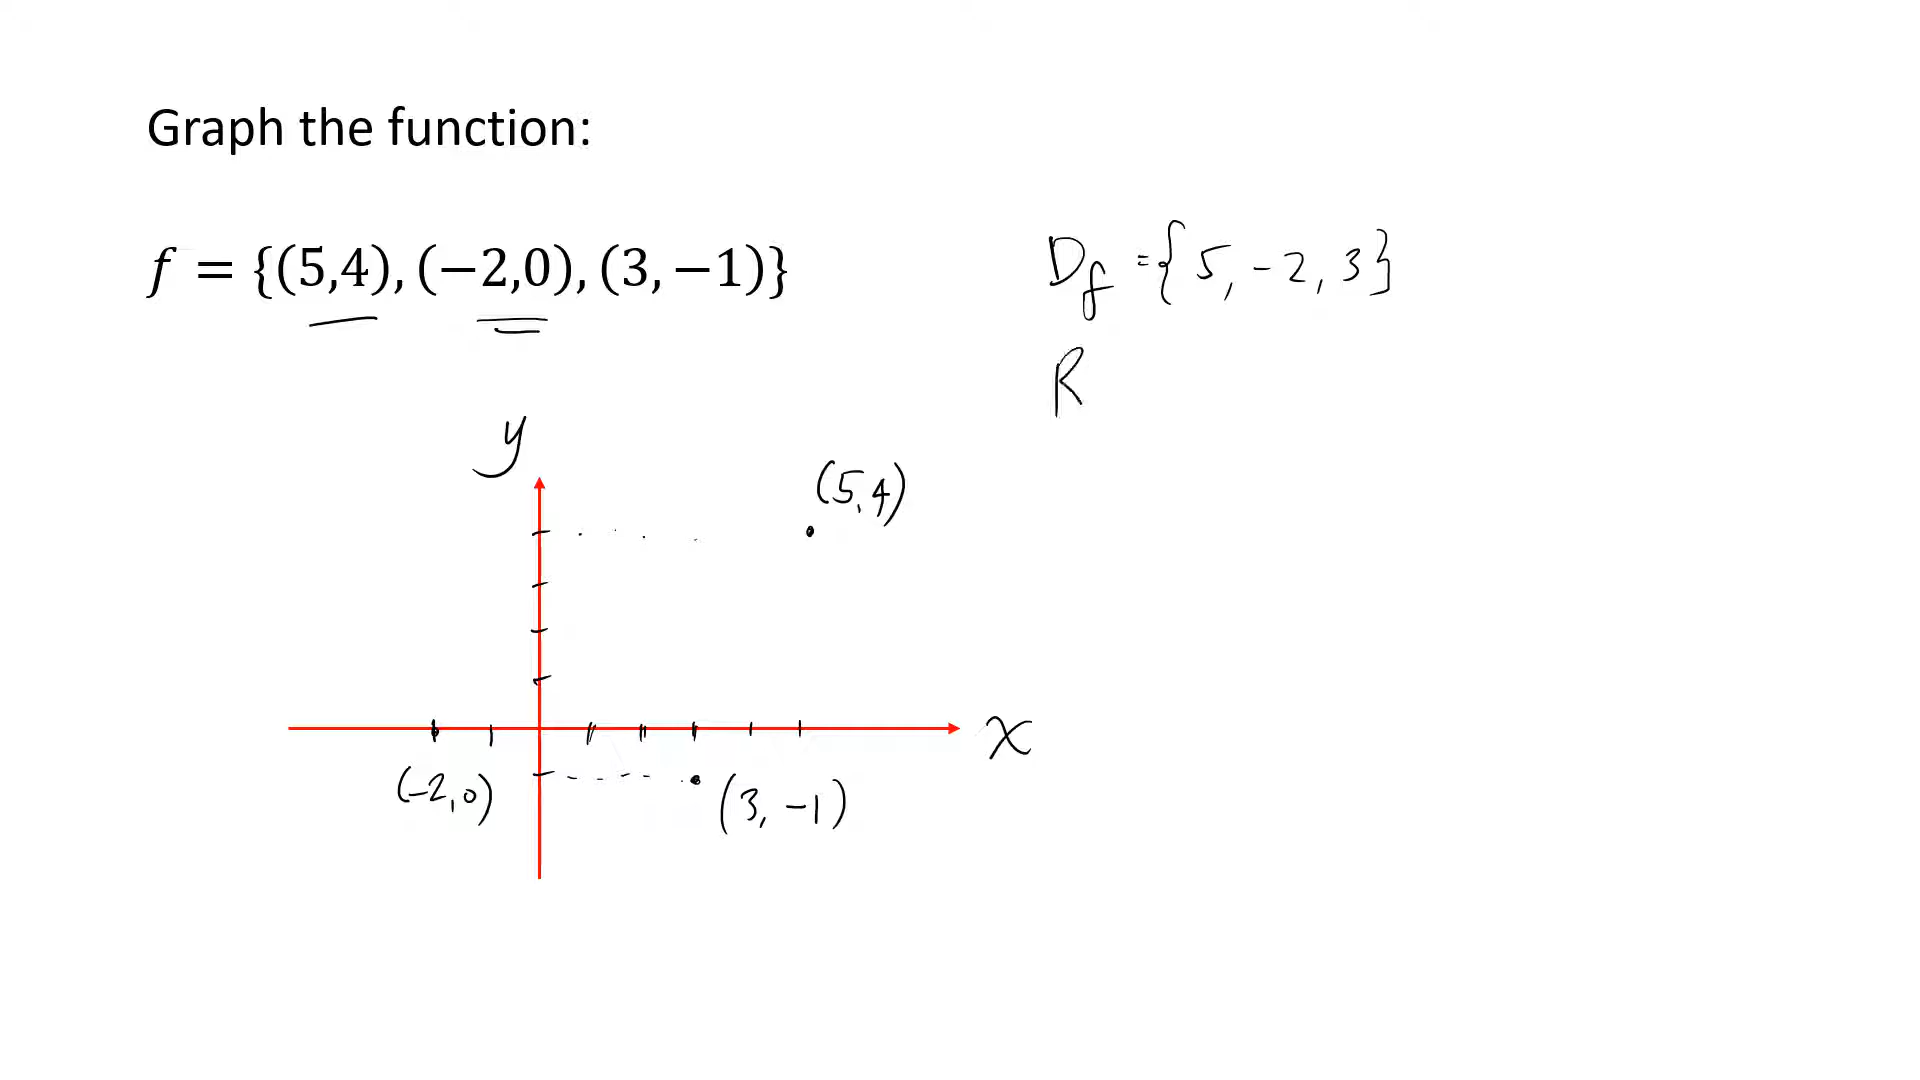 Graph the function:
f = {(5,4), (−2,0), (3, −1)}
D_f = {5, -2, 3}
R
y
(5,4)
x
(-2,0)
(3, -1)